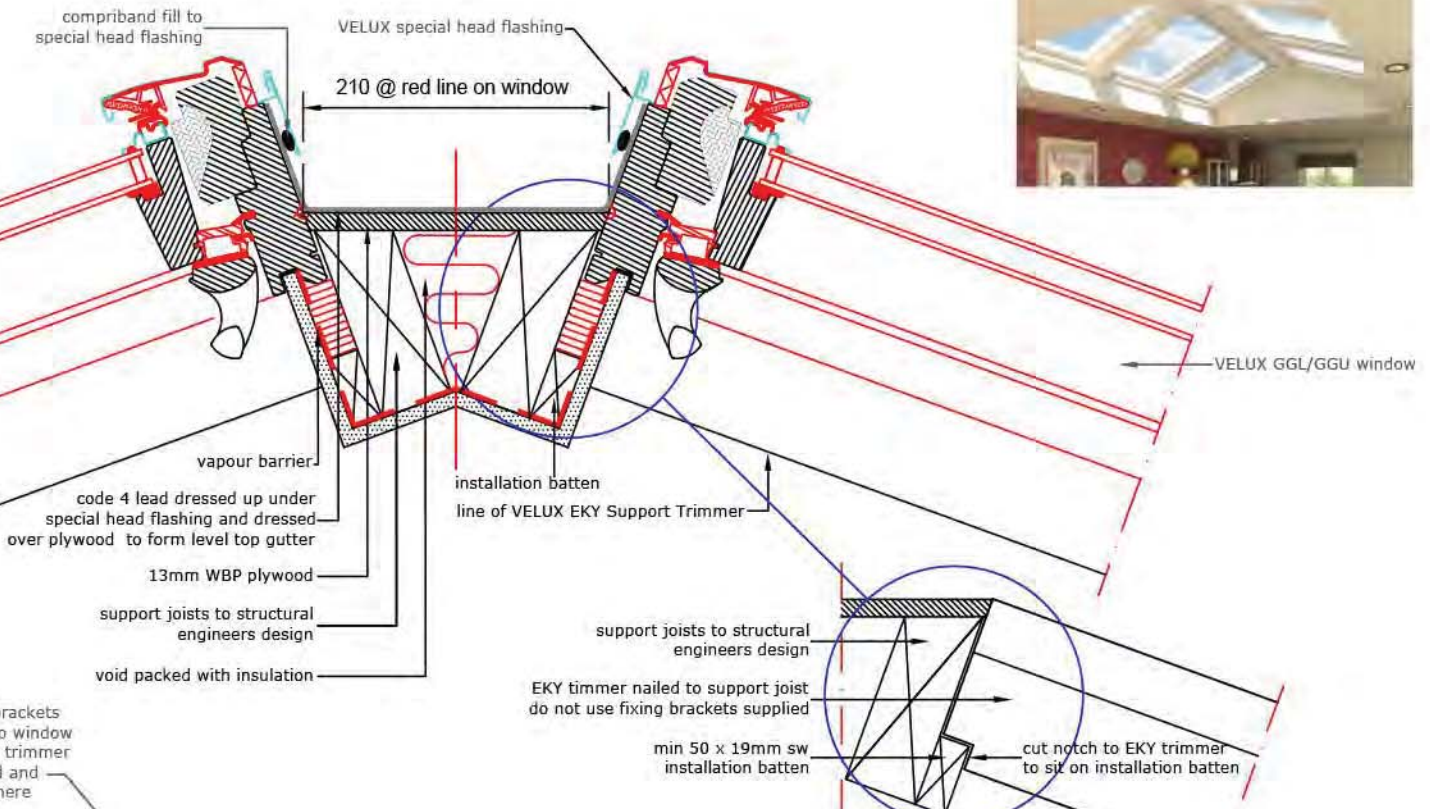 compriband fill to
special head flashing
VELUX special head flashing
210 @ red line on window
VELUX GGL/GGU window
vapour barrier
code 4 lead dressed up under
special head flashing and dressed
over plywood to form level top gutter
13mm WBP plywood
support joists to structural
engineers design
void packed with insulation
installation batten
line of VELUX EKY Support Trimmer
support joists to structural
engineers design
EKY timmer nailed to support joist
do not use fixing brackets supplied
min 50 x 19mm sw
installation batten
cut notch to EKY trimmer
to sit on installation batten
window
trimmer
and